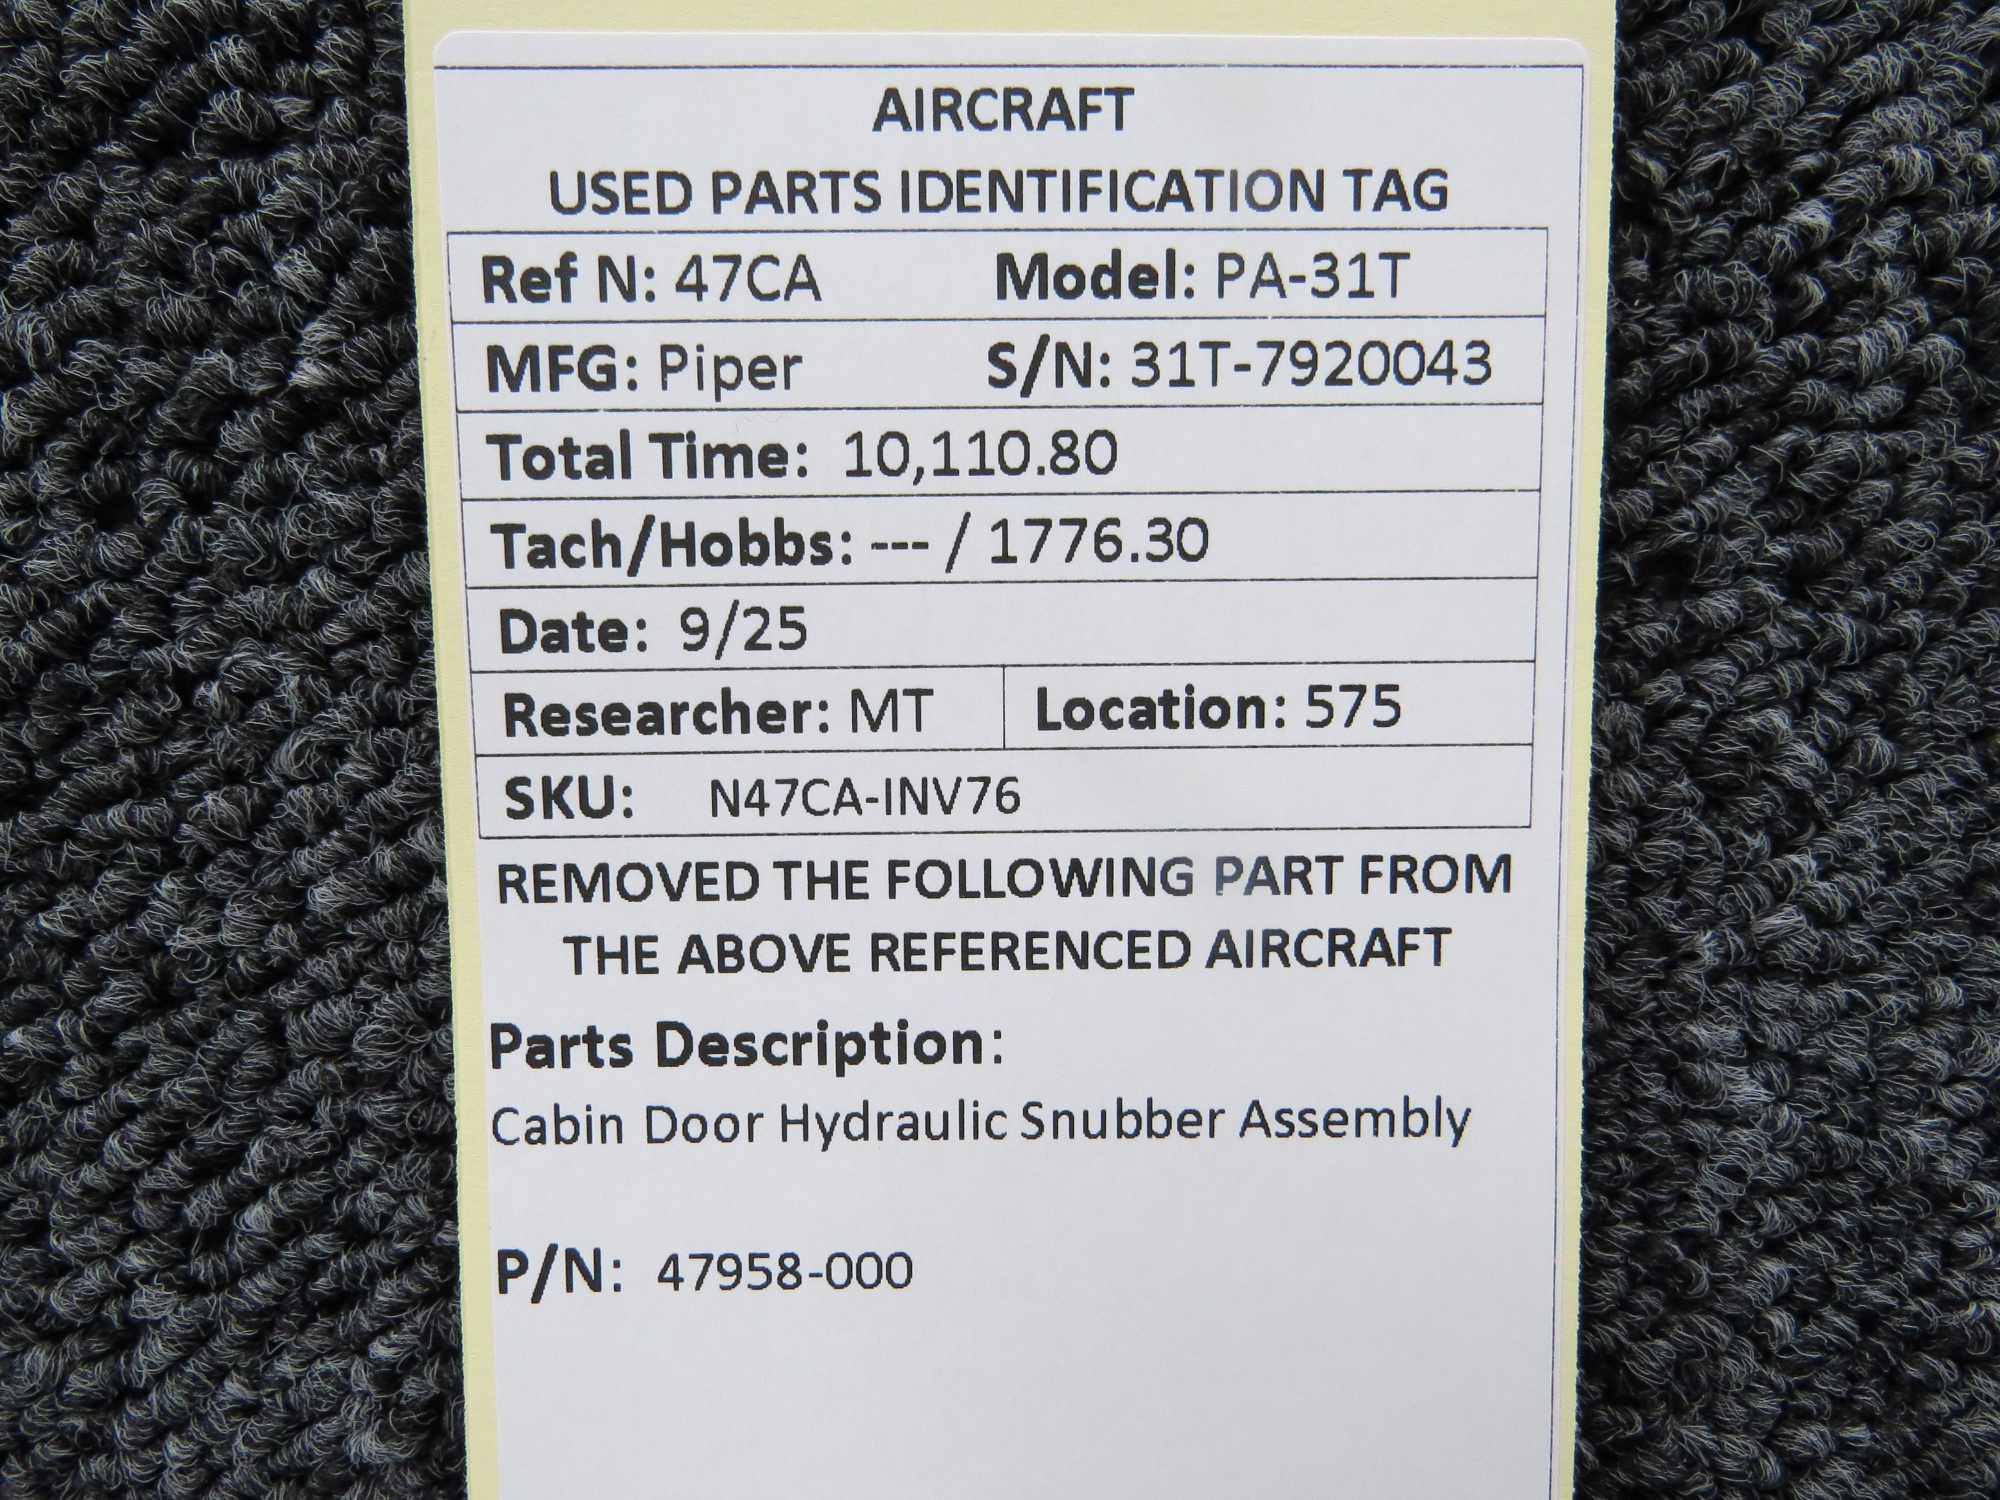 AIRCRAFT
USED PARTS IDENTIFICATION TAG
Ref N: 47CA Model: PA-31T
MFG: Piper S/N: 31T-7920043
Total Time: 10,110.80
Tach/Hobbs: --- / 1776.30
Date: 9/25
Researcher: MT Location: 575
SKU: N47CA-INV76
REMOVED THE FOLLOWING PART FROM
THE ABOVE REFERENCED AIRCRAFT
Parts Description:
Cabin Door Hydraulic Snubber Assembly
P/N: 47958-000